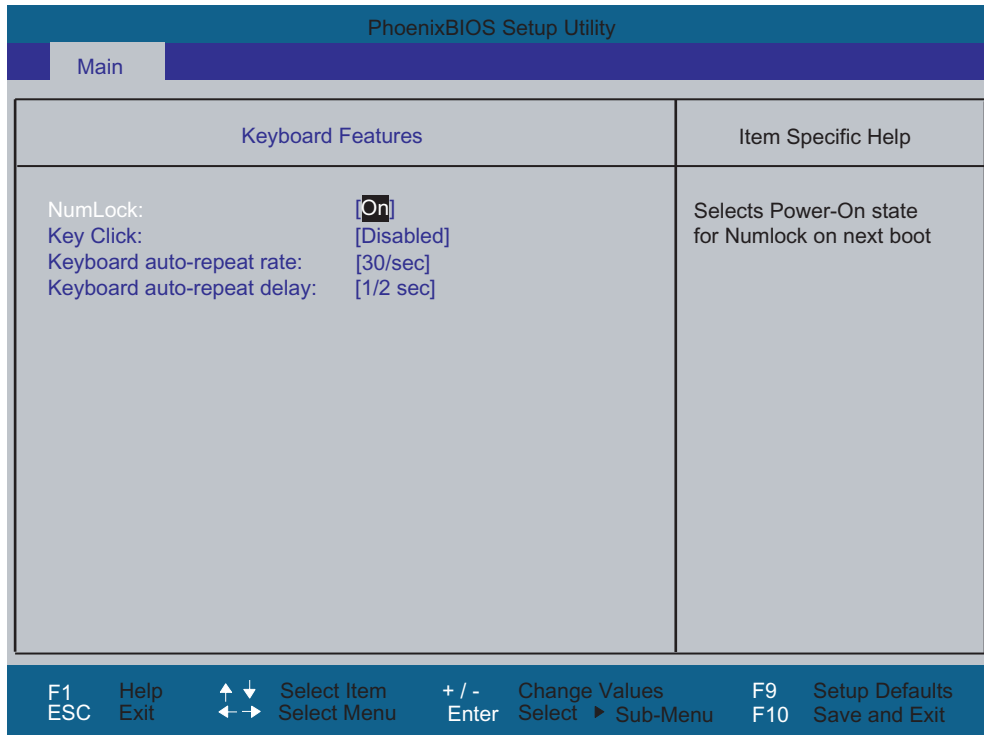 PhoenixBIOS Setup Utility
Main
Keyboard Features
Item Specific Help
NumLock: [On]
Key Click: [Disabled]
Keyboard auto-repeat rate: [30/sec]
Keyboard auto-repeat delay: [1/2 sec]
Selects Power-On state
for Numlock on next boot
F1 Help Select Item + / - Change Values F9 Setup Defaults
ESC Exit Select Menu Enter Select Sub-Menu F10 Save and Exit